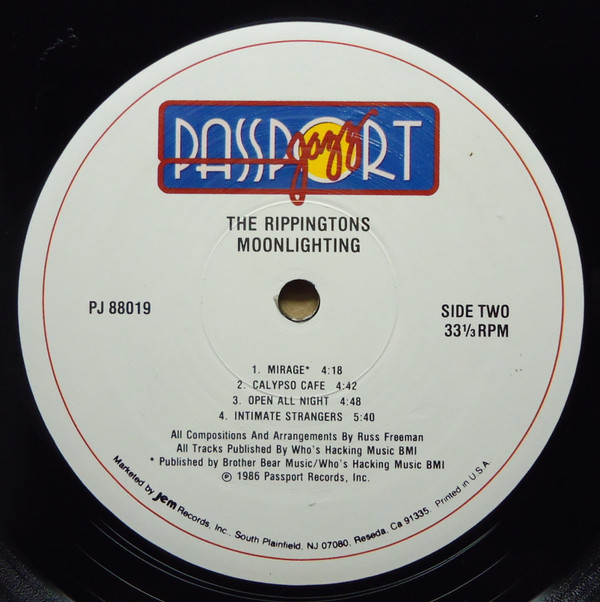 PASSPORT
jazz
THE RIPPINGTONS
MOONLIGHTING
PJ 88019
SIDE TWO
33⅓ RPM
1. MIRAGE* 4:18
2. CALYPSO CAFE 4:42
3. OPEN ALL NIGHT 4:48
4. INTIMATE STRANGERS 5:40
All Compositions And Arrangements By Russ Freeman
All Tracks Published By Who's Hacking Music BMI
* Published by Brother Bear Music/Who's Hacking Music BMI
℗ 1986 Passport Records, Inc.
Marketed by jem Records, Inc., South Plainfield, NJ 07080, Reseda, Ca 91335. Printed in U.S.A.